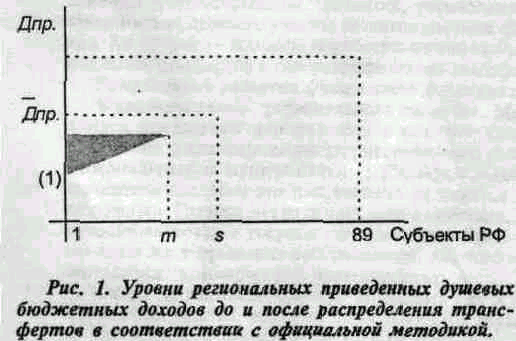 Дпр.
Дпр.
(1)
1 m s 89 Субъекты РФ
Рис. 1. Уровни региональных приведенных душевых
бюджетных доходов до и после распределения транс-
фертов в соответствии с официальной методикой.